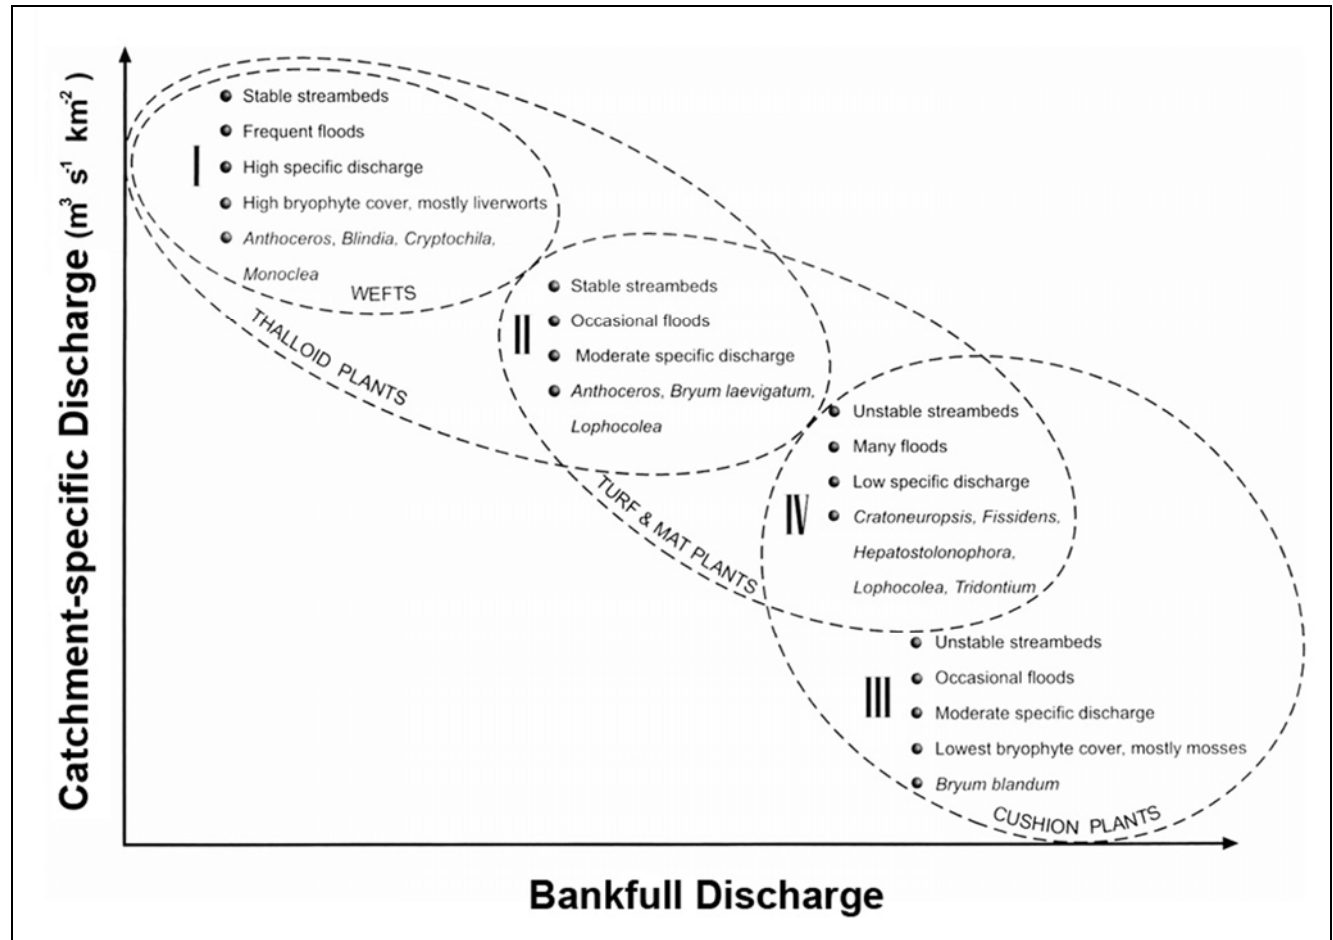 Catchment-specific Discharge (m³ s⁻¹ km⁻²)
I
Stable streambeds
Frequent floods
High specific discharge
High bryophyte cover, mostly liverworts
Anthoceros, Blindia, Cryptochila,
Monoclea
WEFTS
THALLOID PLANTS
II
Stable streambeds
Occasional floods
Moderate specific discharge
Anthoceros, Bryum laevigatum,
Lophocolea
TURF & MAT PLANTS
IV
Unstable streambeds
Many floods
Low specific discharge
Cratoneuropsis, Fissidens,
Hepatostolonophora,
Lophocolea, Tridontium
III
Unstable streambeds
Occasional floods
Moderate specific discharge
Lowest bryophyte cover, mostly mosses
Bryum blandum
CUSHION PLANTS
Bankfull Discharge